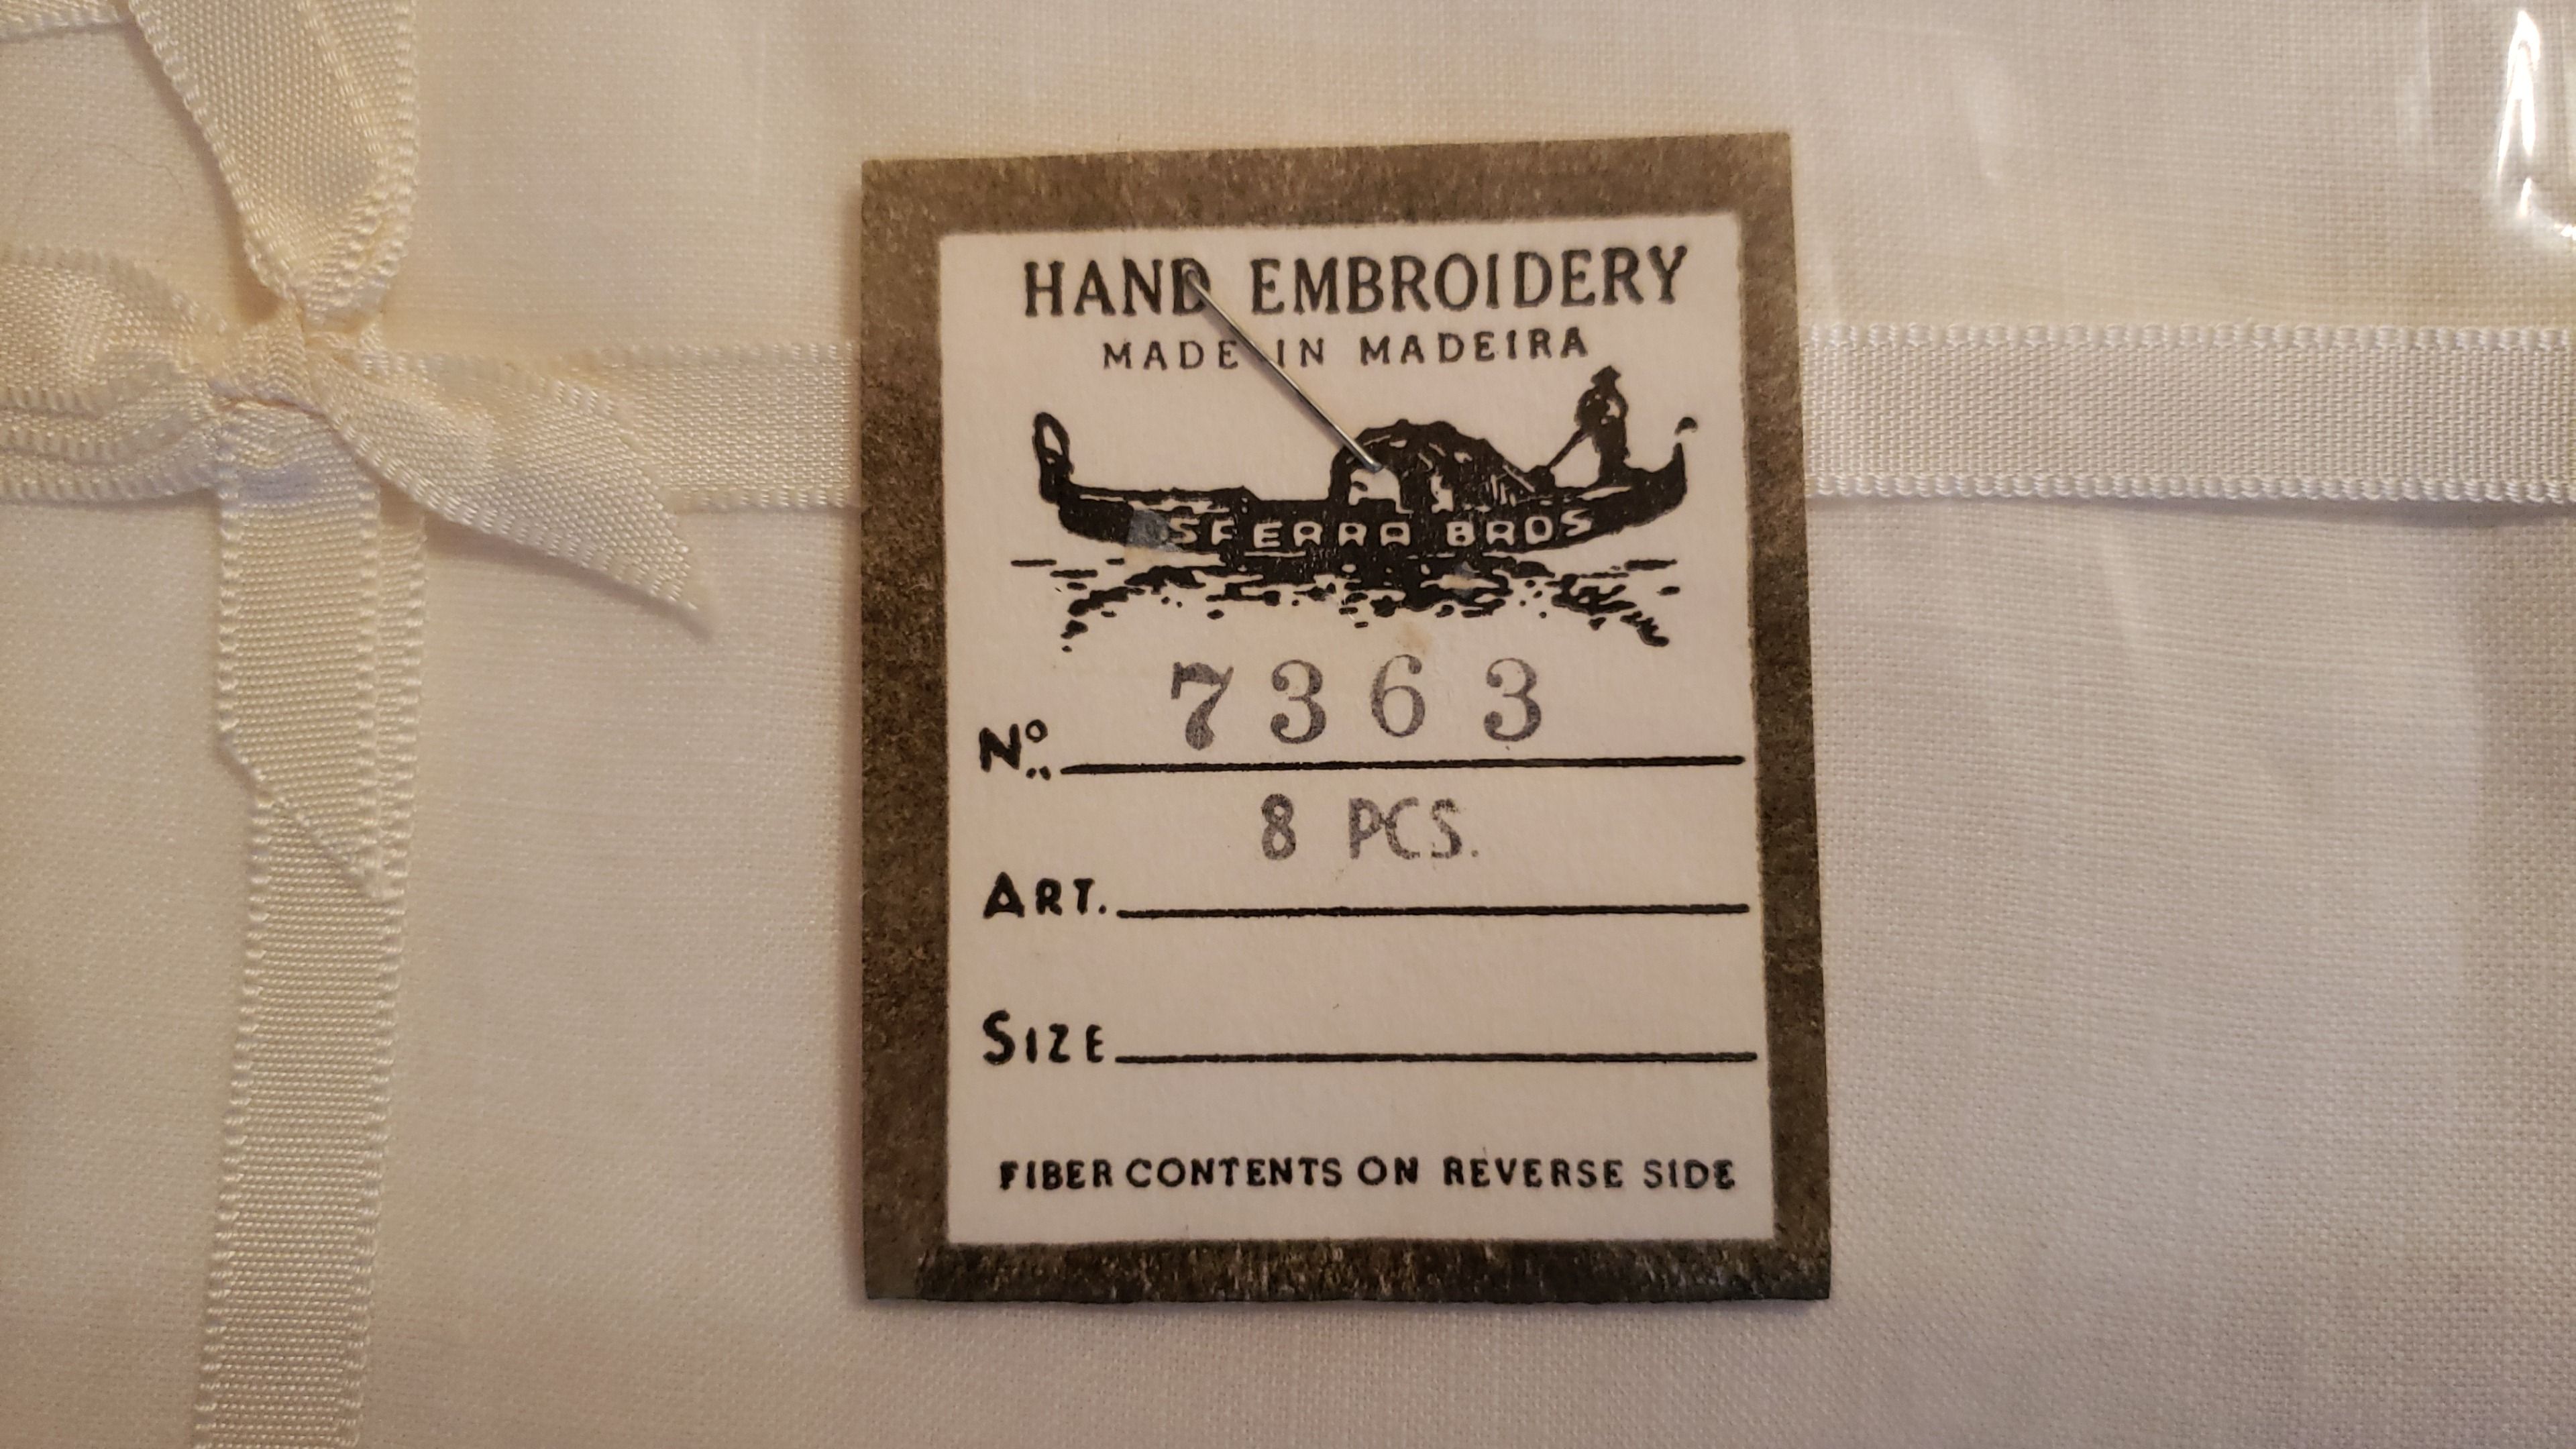 HAND EMBROIDERY
MADE IN MADEIRA
SFERRA BROS
No 7363
8 PCS.
ART.
SIZE
FIBER CONTENTS ON REVERSE SIDE